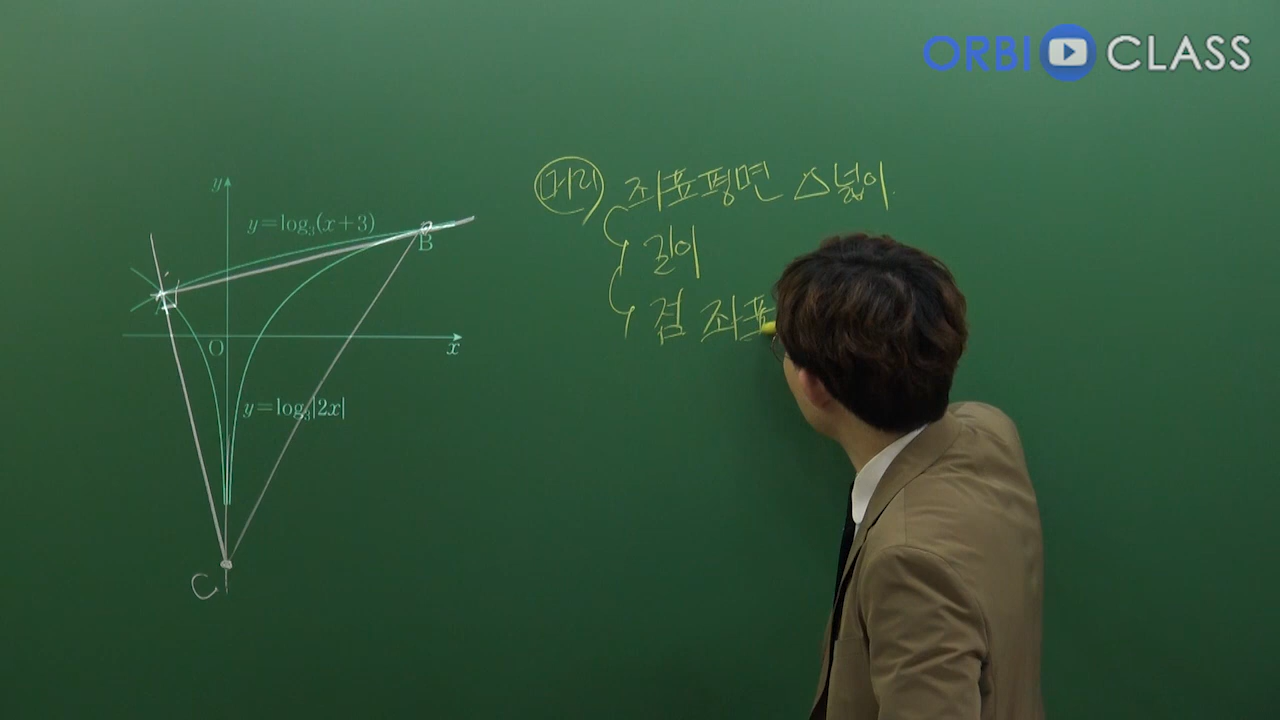 ORBI CLASS
y
y=log₃(x+3)
B
O
x
y=log₃|2x|
C
머리 좌표평면 △넓이.
길이
점 좌표